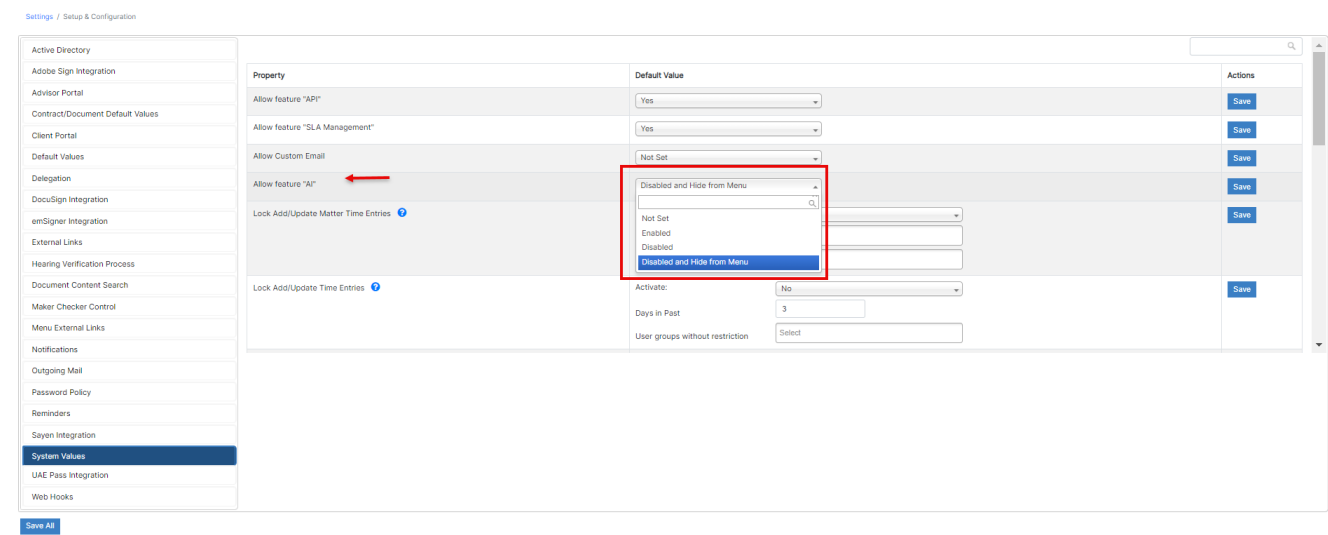 Settings / Setup & Configuration
Active Directory
Adobe Sign Integration
Advisor Portal
Contract/Document Default Values
Client Portal
Default Values
Delegation
DocuSign Integration
emSigner Integration
External Links
Hearing Verification Process
Document Content Search
Maker Checker Control
Menu External Links
Notifications
Outgoing Mail
Password Policy
Reminders
Sayen Integration
System Values
UAE Pass Integration
Web Hooks
Property Default Value Actions
Allow feature "API" Yes Save
Allow feature "SLA Management" Yes Save
Allow Custom Email Not Set Save
Allow feature "AI" Disabled and Hide from Menu Save
Not Set
Enabled
Disabled
Disabled and Hide from Menu
Lock Add/Update Matter Time Entries ? Save
Lock Add/Update Time Entries ? Activate: No Save
Days in Past 3
User groups without restriction Select
Save All